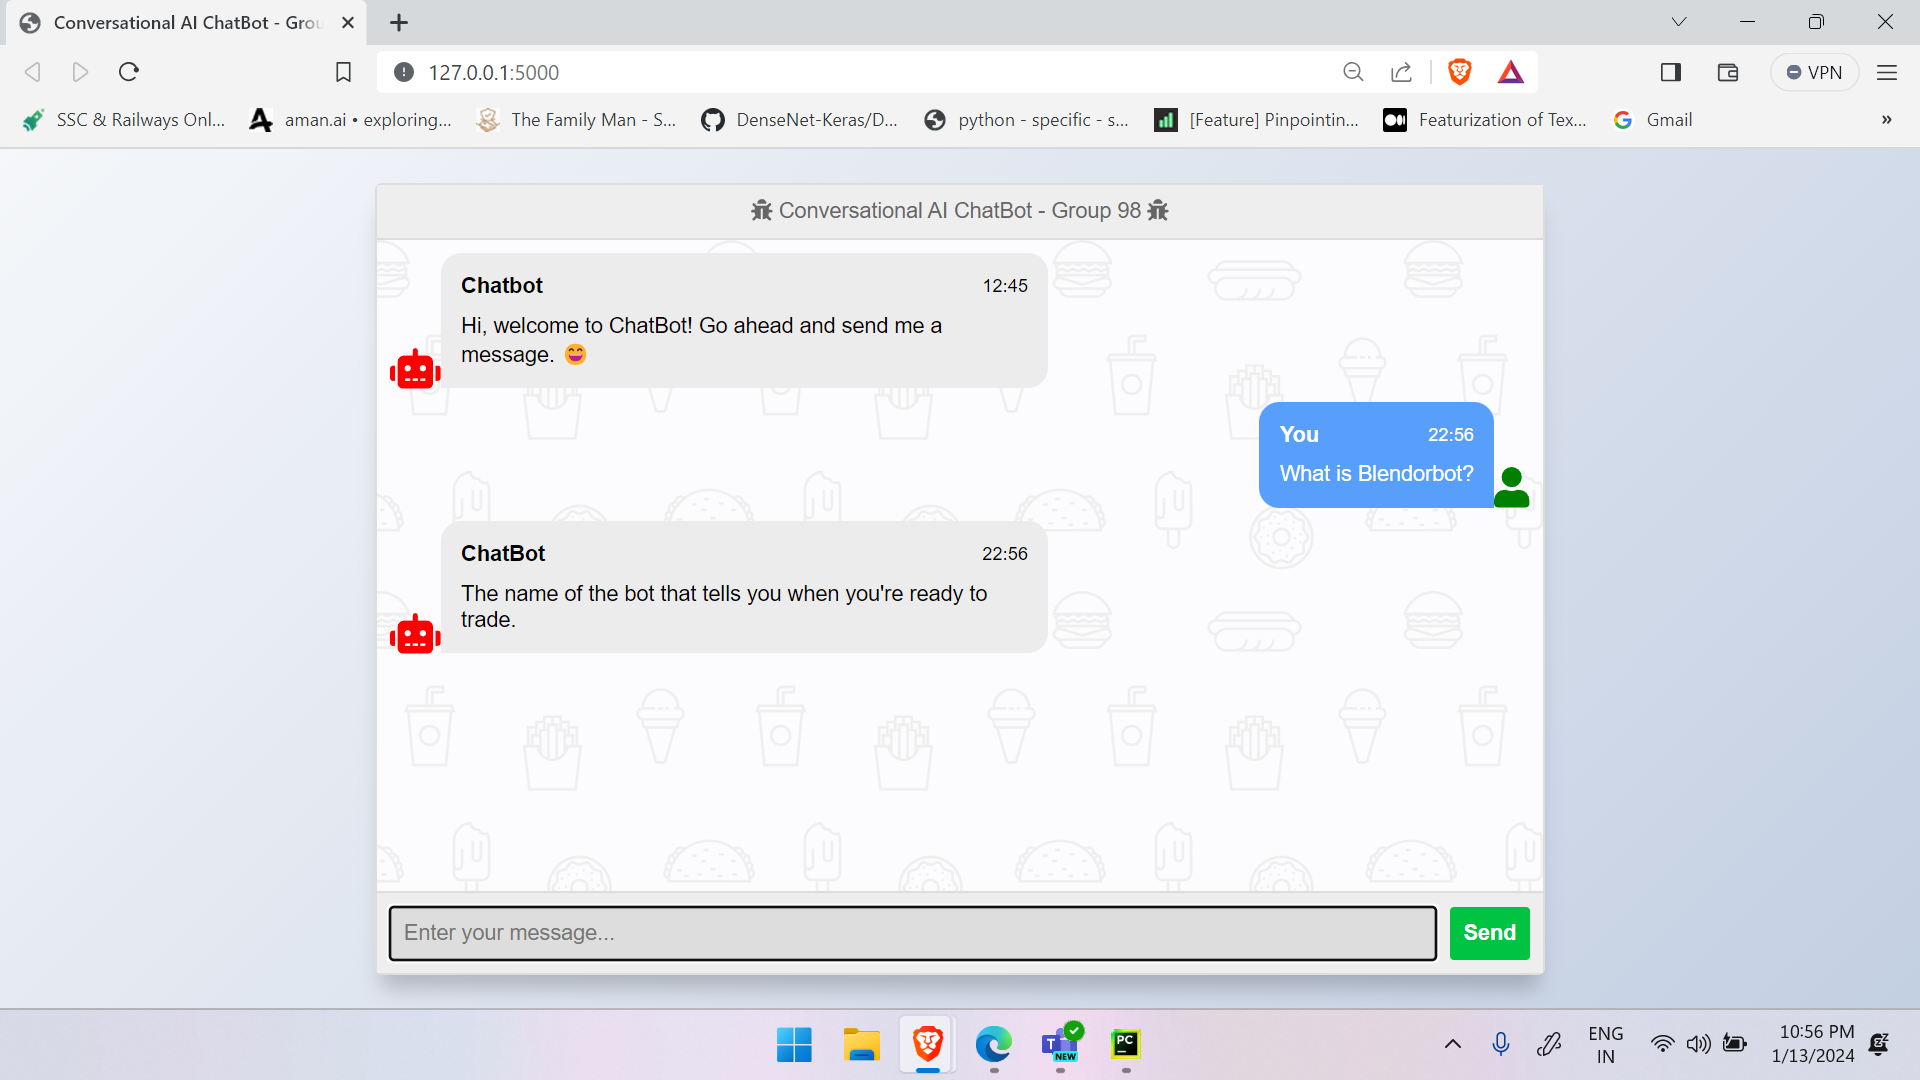 Conversational AI ChatBot - Grou
127.0.0.1:5000
VPN
SSC & Railways Onl...
aman.ai • exploring...
The Family Man - S...
DenseNet-Keras/D...
python - specific - s...
[Feature] Pinpointin...
Featurization of Tex...
Gmail
»
Conversational AI ChatBot - Group 98
Chatbot 12:45
Hi, welcome to ChatBot! Go ahead and send me a
message. 😄
You 22:56
What is Blendorbot?
ChatBot 22:56
The name of the bot that tells you when you're ready to
trade.
Enter your message...
Send
T
NEW
PC
ENG
IN
10:56 PM
1/13/2024